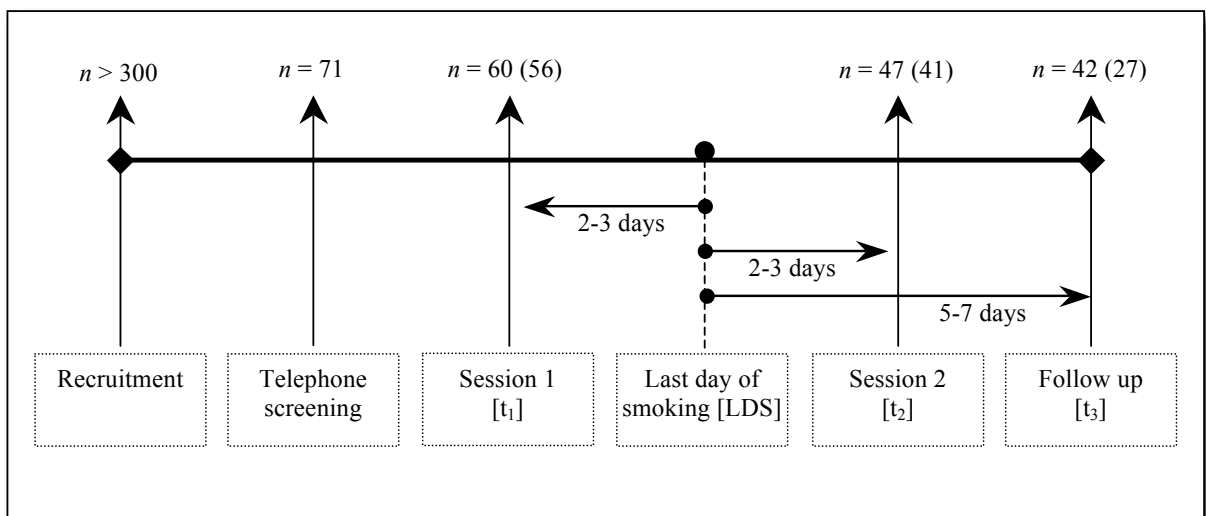 n > 300
n = 71
n = 60 (56)
n = 47 (41)
n = 42 (27)
2-3 days
2-3 days
5-7 days
Recruitment
Telephone
screening
Session 1
[t₁]
Last day of
smoking [LDS]
Session 2
[t₂]
Follow up
[t₃]